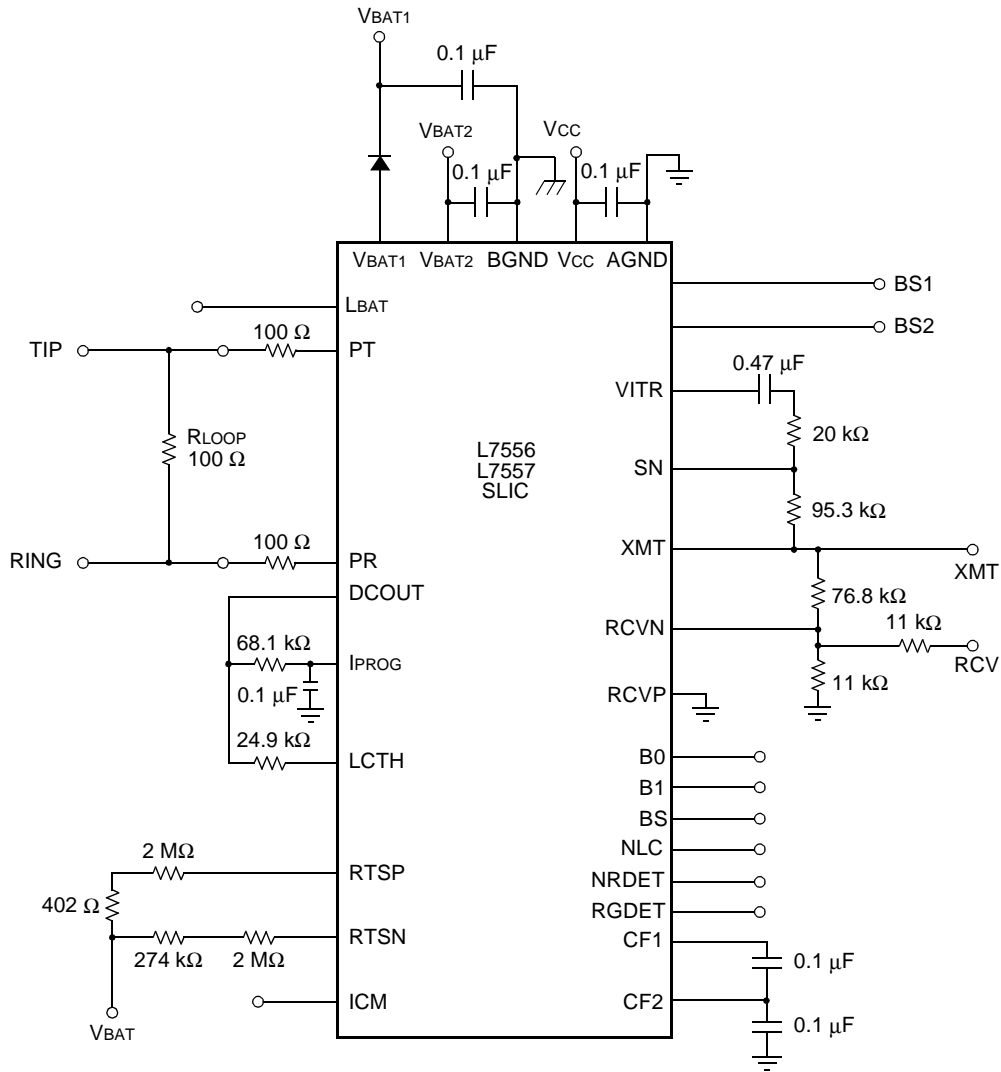 VBAT1
0.1 μF
VBAT2
VCC
0.1 μF
0.1 μF
VBAT1 VBAT2 BGND VCC AGND
LBAT
BS1
BS2
100 Ω
TIP
PT
0.47 μF
VITR
20 kΩ
RLOOP
100 Ω
L7556
L7557
SLIC
SN
95.3 kΩ
100 Ω
RING
PR
XMT
XMT
DCOUT
76.8 kΩ
68.1 kΩ
IPROG
0.1 μF
RCVN
11 kΩ
RCV
11 kΩ
RCVP
24.9 kΩ
LCTH
B0
B1
BS
NLC
NRDET
RGDET
2 MΩ
RTSP
402 Ω
RTSN
274 kΩ
2 MΩ
CF1
0.1 μF
ICM
CF2
0.1 μF
VBAT